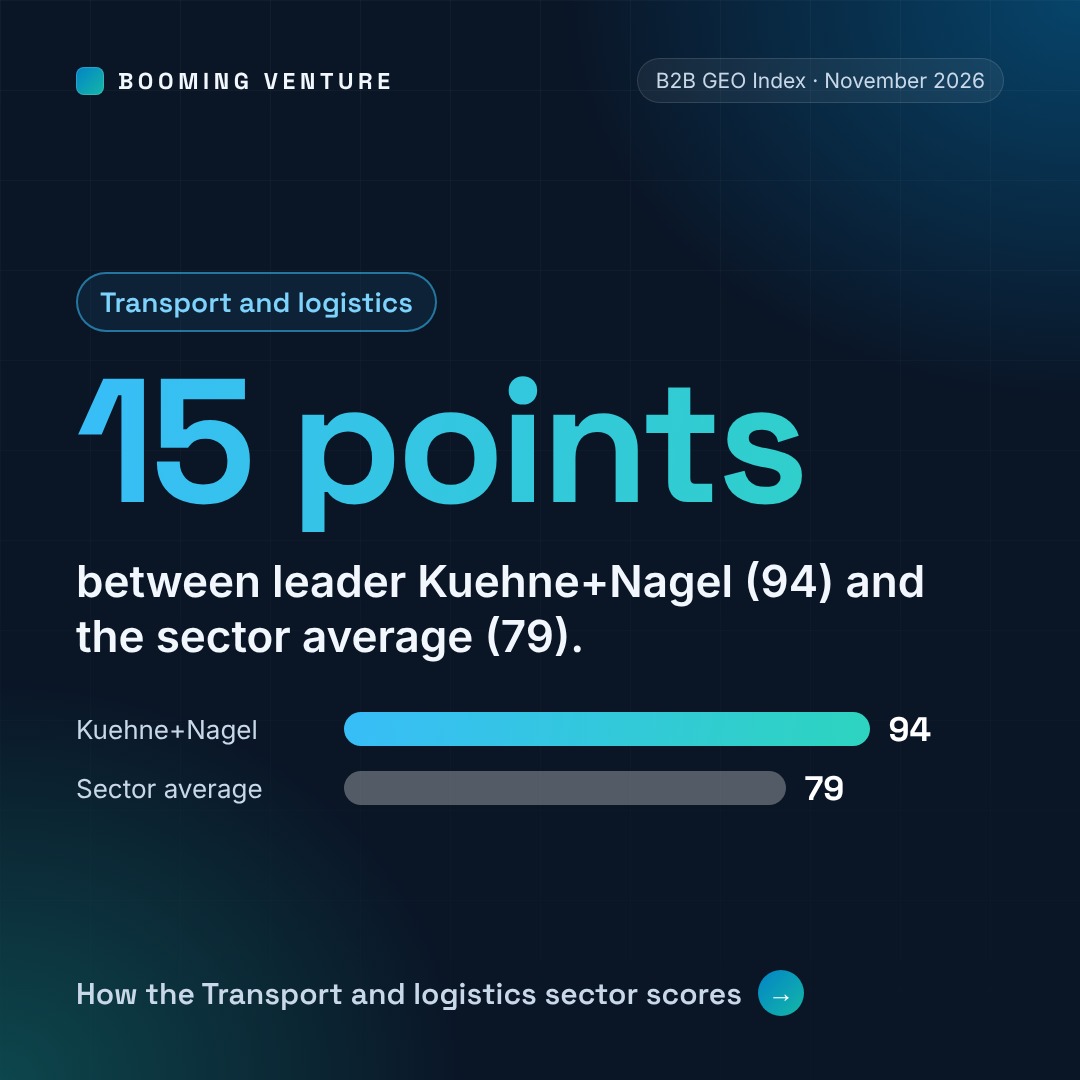 BOOMING VENTURE
B2B GEO Index · November 2026
Transport and logistics
15 points
between leader Kuehne+Nagel (94) and
the sector average (79).
Kuehne+Nagel 94
Sector average 79
How the Transport and logistics sector scores →